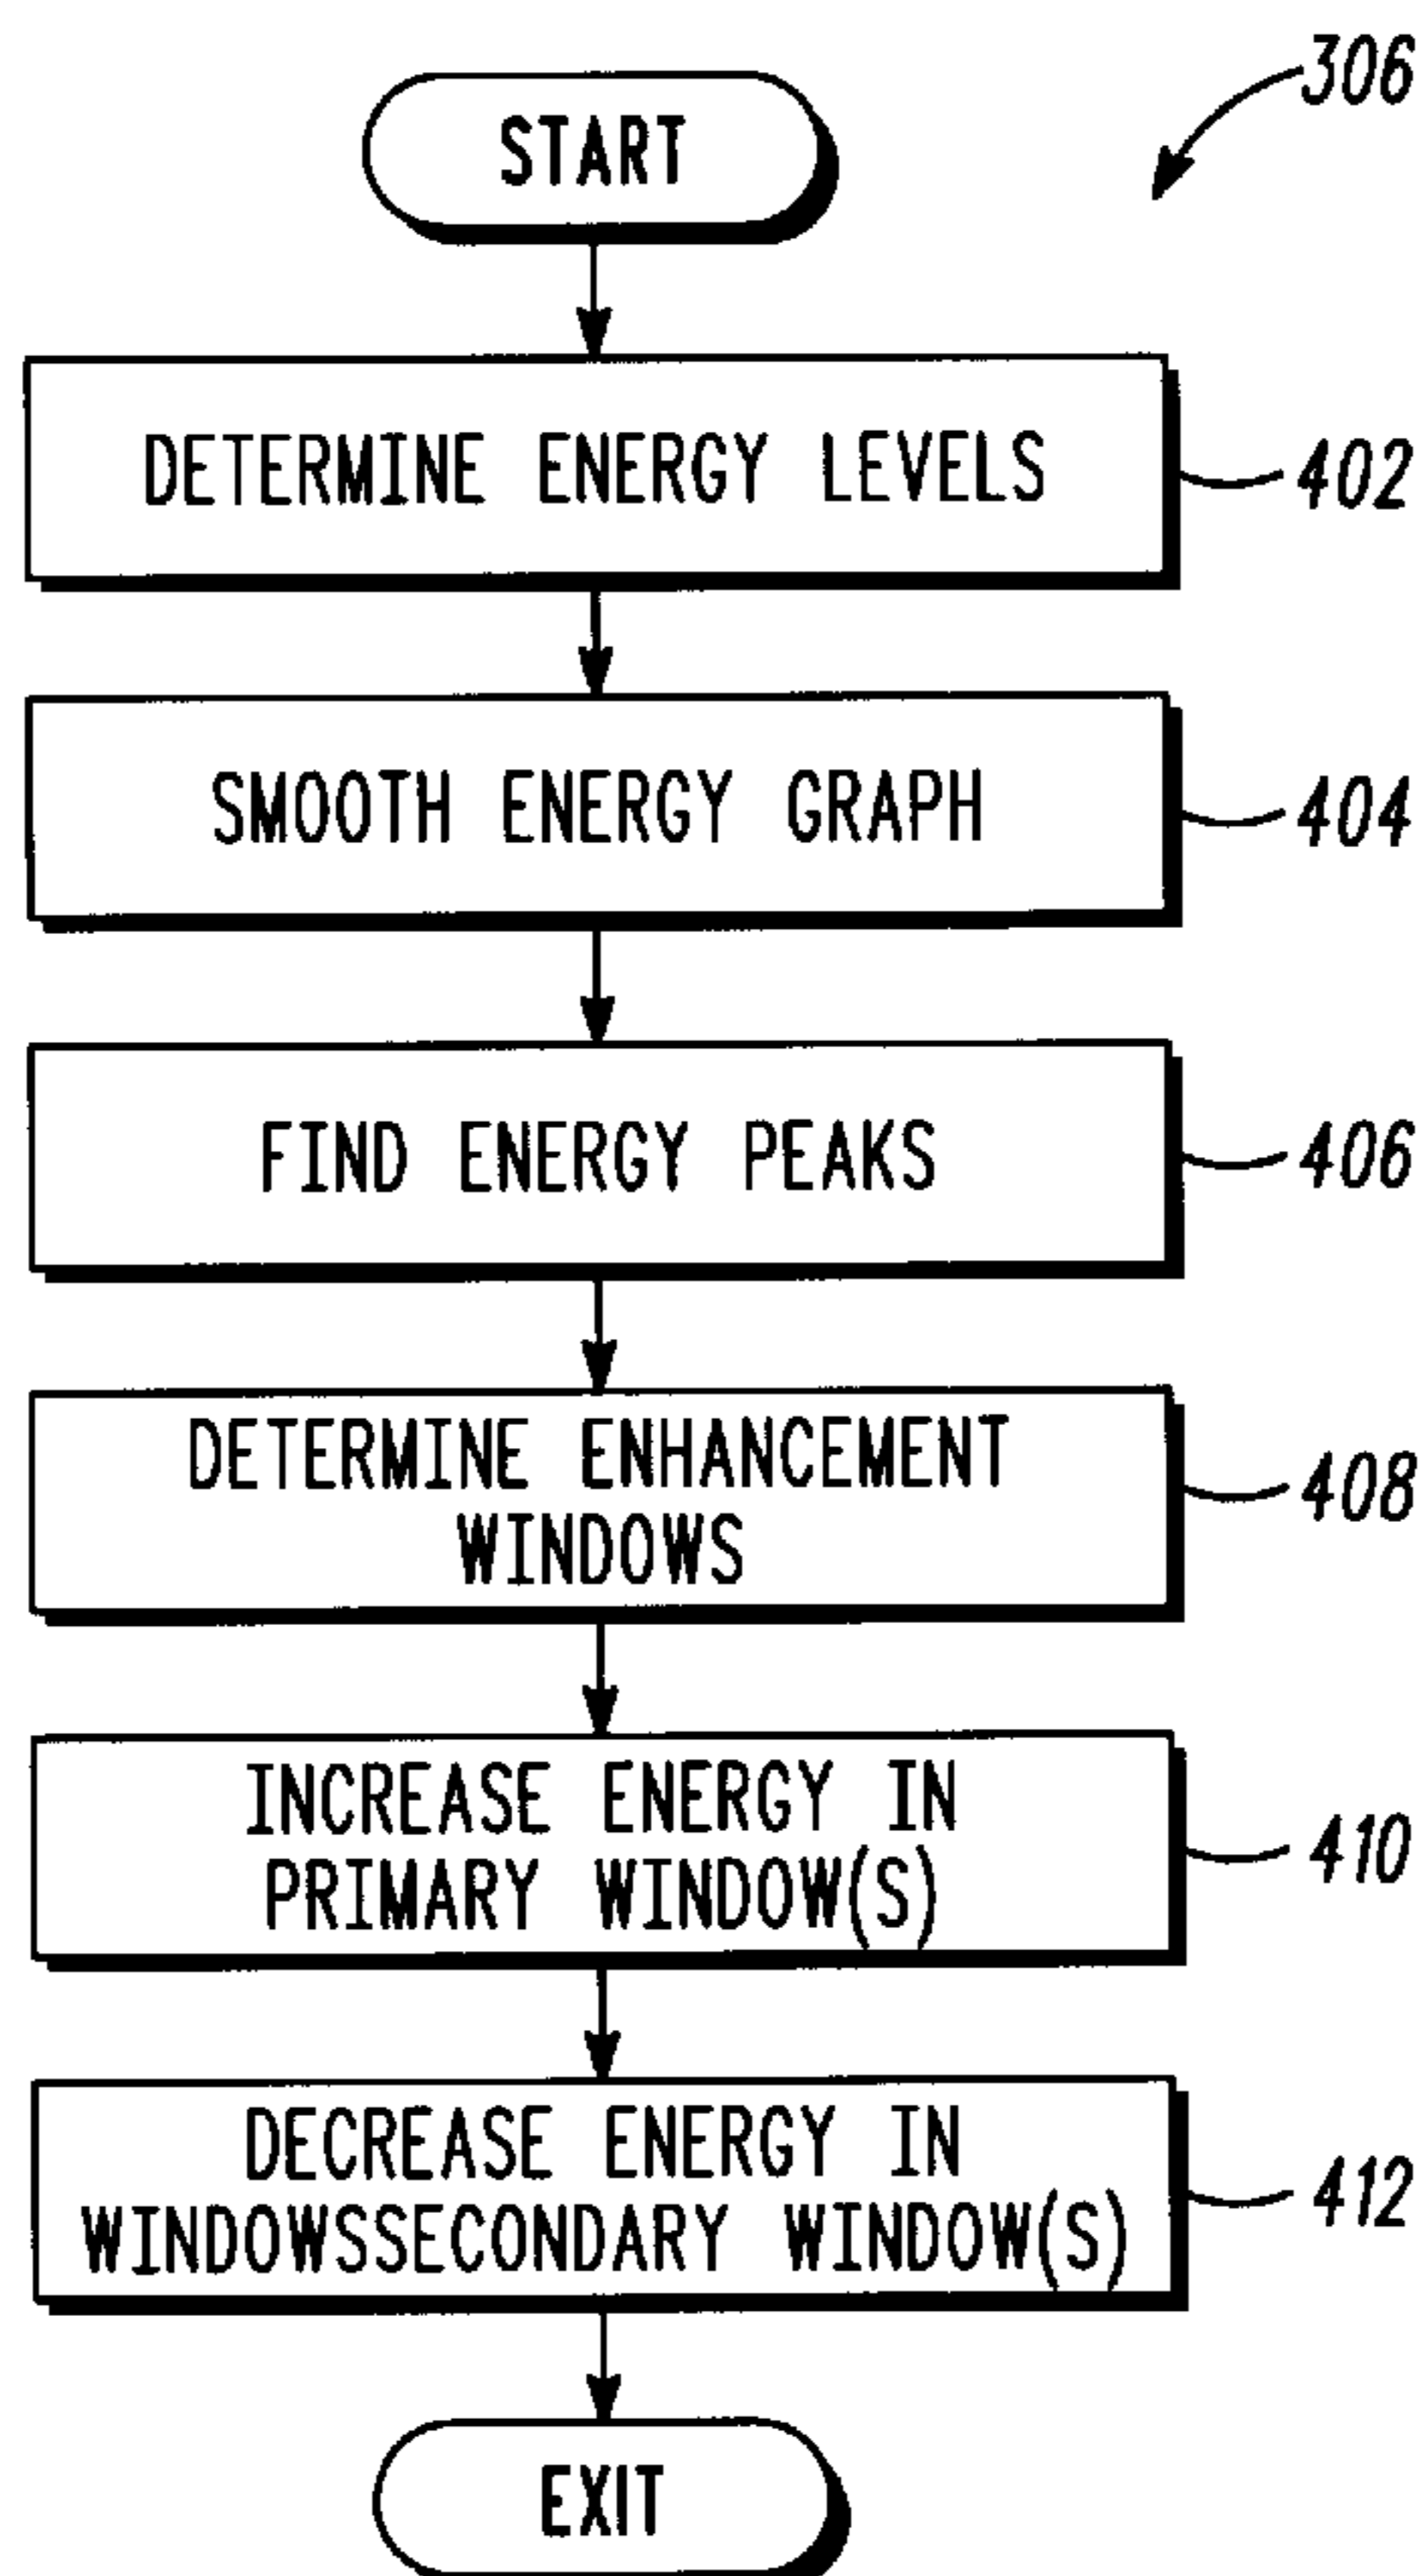 306
START
DETERMINE ENERGY LEVELS
402
SMOOTH ENERGY GRAPH
404
FIND ENERGY PEAKS
406
DETERMINE ENHANCEMENT
WINDOWS
408
INCREASE ENERGY IN
PRIMARY WINDOW(S)
410
DECREASE ENERGY IN
WINDOWSSECONDARY WINDOW(S)
412
EXIT